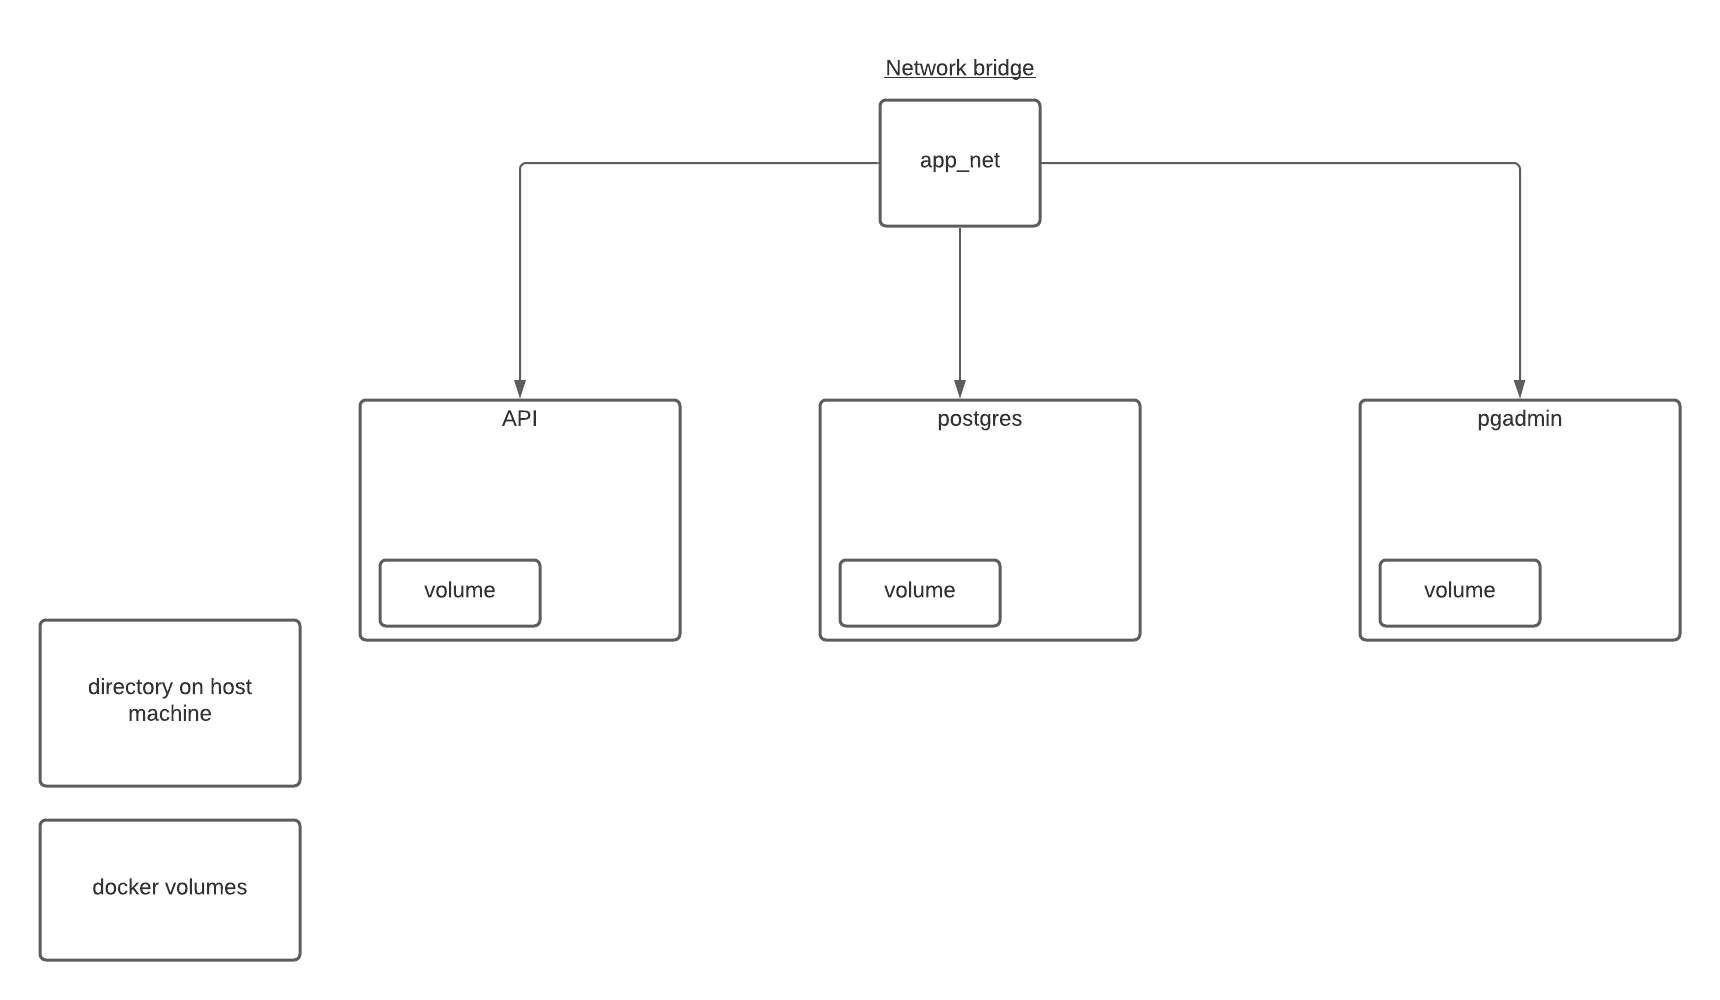 Network bridge
app_net
API
postgres
pgadmin
volume
volume
volume
directory on host
machine
docker volumes